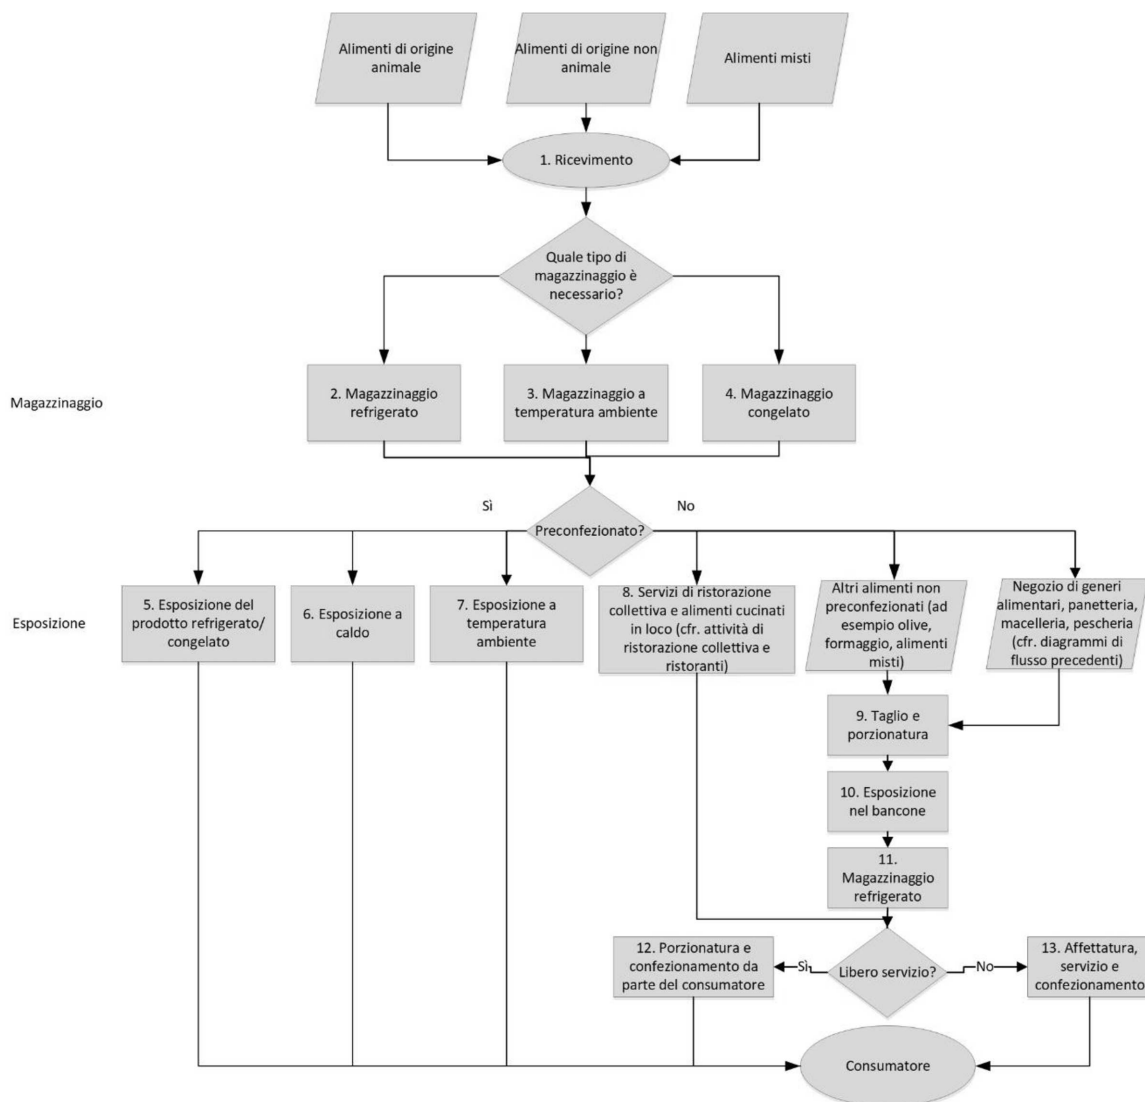 Alimenti di origine
animale
Alimenti di origine non
animale
Alimenti misti
1. Ricevimento
Quale tipo di
magazzinaggio è
necessario?
Magazzinaggio
2. Magazzinaggio
refrigerato
3. Magazzinaggio a
temperatura ambiente
4. Magazzinaggio
congelato
Sì
No
Preconfezionato?
Esposizione
5. Esposizione del
prodotto refrigerato/
congelato
6. Esposizione a
caldo
7. Esposizione a
temperatura
ambiente
8. Servizi di ristorazione
collettiva e alimenti cucinati
in loco (cfr. attività di
ristorazione collettiva e
ristoranti)
Altri alimenti non
preconfezionati (ad
esempio olive,
formaggio, alimenti
misti)
Negozio di generi
alimentari, panetteria,
macelleria, pescheria
(cfr. diagrammi di
flusso precedenti)
9. Taglio e
porzionatura
10. Esposizione
nel bancone
11.
Magazzinaggio
refrigerato
12. Porzionatura e
confezionamento da
parte del consumatore
Sì
Libero servizio?
No
13. Affettatura,
servizio e
confezionamento
Consumatore